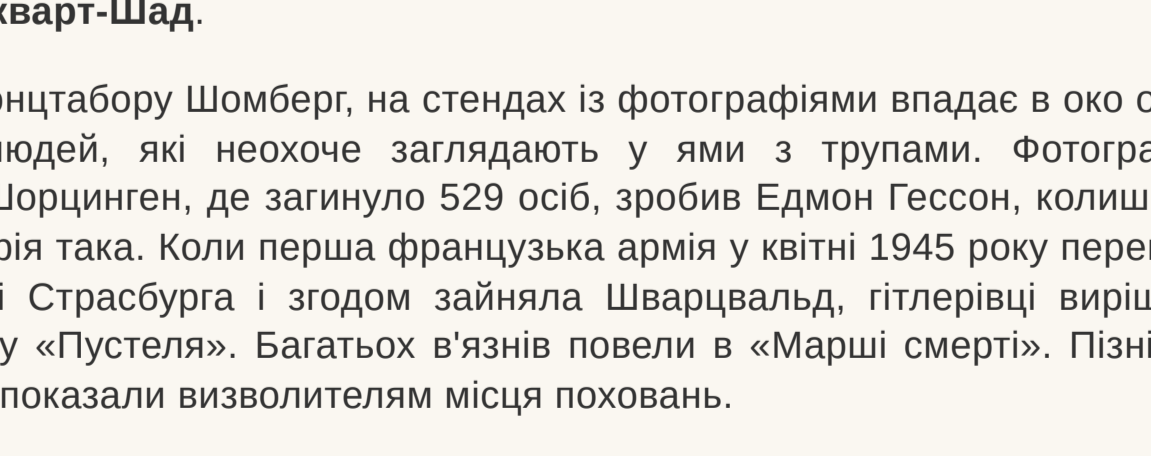 кварт-Шад.
онцтабору Шомберг, на стендах із фотографіями впадає в око о
людей, які неохоче заглядають у ями з трупами. Фотогра
Шорцинген, де загинуло 529 осіб, зробив Едмон Гессон, колиш
рія така. Коли перша французька армія у квітні 1945 року пере
і Страсбурга і згодом зайняла Шварцвальд, гітлерівці виріш
у «Пустеля». Багатьох в'язнів повели в «Марші смерті». Пізні
показали визволителям місця поховань.